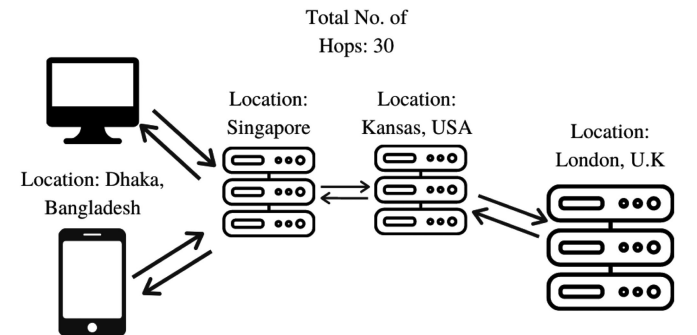 Total No. of
Hops: 30
Location:
Singapore
Location:
Kansas, USA
Location:
London, U.K
Location: Dhaka,
Bangladesh